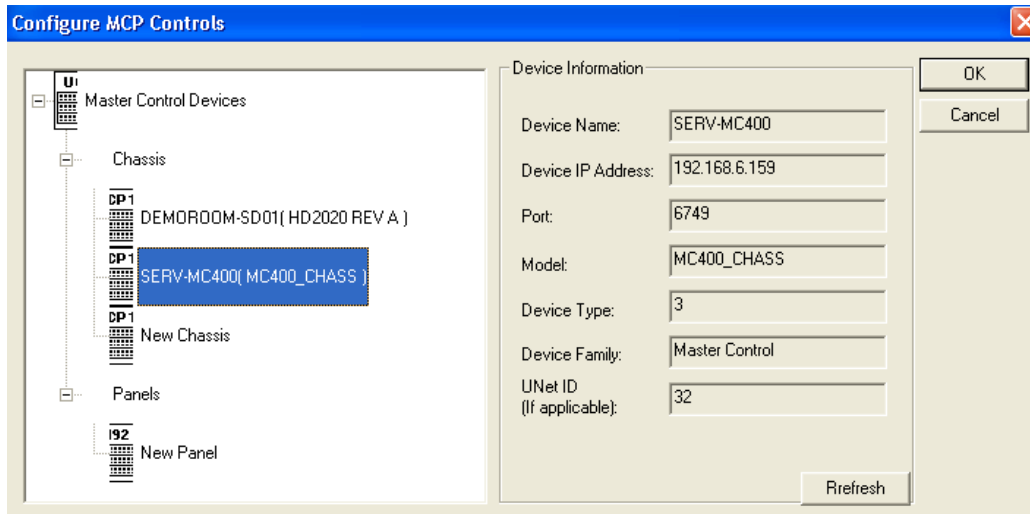 Configure MCP Controls
Master Control Devices
Chassis
CP1
DEMOROOM-SD01( HD2020 REV A )
CP1
SERV-MC400( MC400_CHASS )
CP1
New Chassis
Panels
I92
New Panel
Device Information
Device Name: SERV-MC400
Device IP Address: 192.168.6.159
Port: 6749
Model: MC400_CHASS
Device Type: 3
Device Family: Master Control
UNet ID
(If applicable): 32
Rrefresh
OK
Cancel